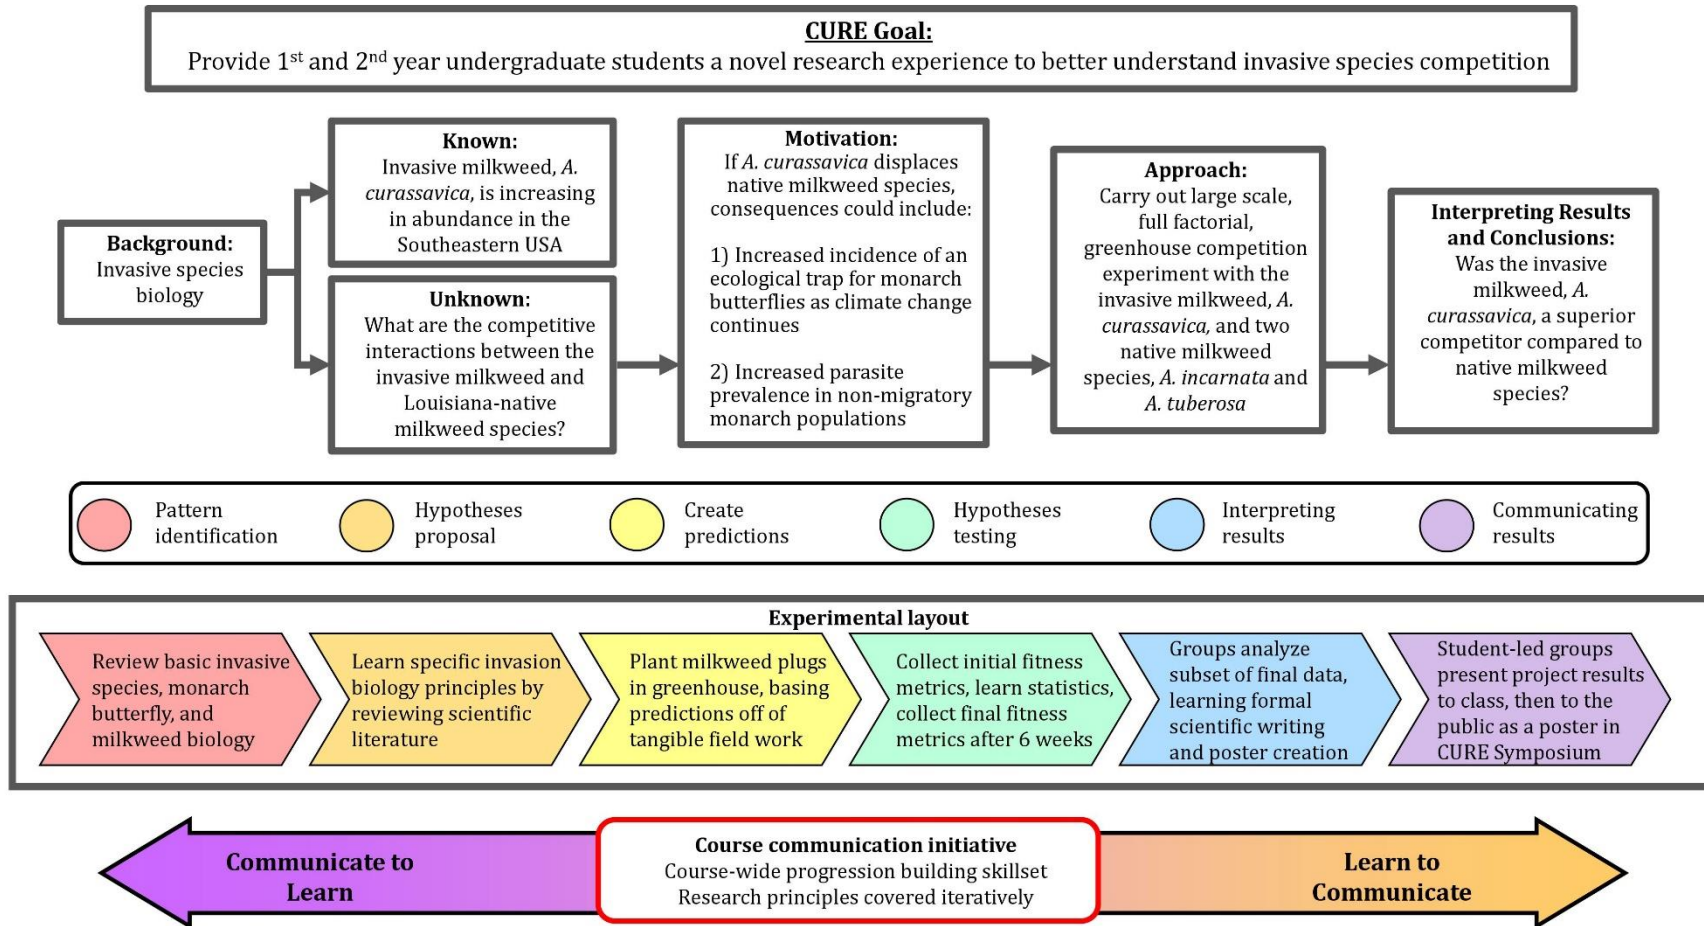 CURE Goal:
Provide 1st and 2nd year undergraduate students a novel research experience to better understand invasive species competition
Background:
Invasive species
biology
Known:
Invasive milkweed, A.
curassavica, is increasing
in abundance in the
Southeastern USA
Unknown:
What are the competitive
interactions between the
invasive milkweed and
Louisiana-native
milkweed species?
Motivation:
If A. curassavica displaces
native milkweed species,
consequences could include:
1) Increased incidence of an
ecological trap for monarch
butterflies as climate change
continues
2) Increased parasite
prevalence in non-migratory
monarch populations
Approach:
Carry out large scale,
full factorial,
greenhouse competition
experiment with the
invasive milkweed, A.
curassavica, and two
native milkweed
species, A. incarnata and
A. tuberosa
Interpreting Results
and Conclusions:
Was the invasive
milkweed, A.
curassavica, a superior
competitor compared to
native milkweed
species?
Pattern
identification
Hypotheses
proposal
Create
predictions
Hypotheses
testing
Interpreting
results
Communicating
results
Experimental layout
Review basic invasive
species, monarch
butterfly, and
milkweed biology
Learn specific invasion
biology principles by
reviewing scientific
literature
Plant milkweed plugs
in greenhouse, basing
predictions off of
tangible field work
Collect initial fitness
metrics, learn statistics,
collect final fitness
metrics after 6 weeks
Groups analyze
subset of final data,
learning formal
scientific writing
and poster creation
Student-led groups
present project results
to class, then to the
public as a poster in
CURE Symposium
Communicate to
Learn
Course communication initiative
Course-wide progression building skillset
Research principles covered iteratively
Learn to
Communicate